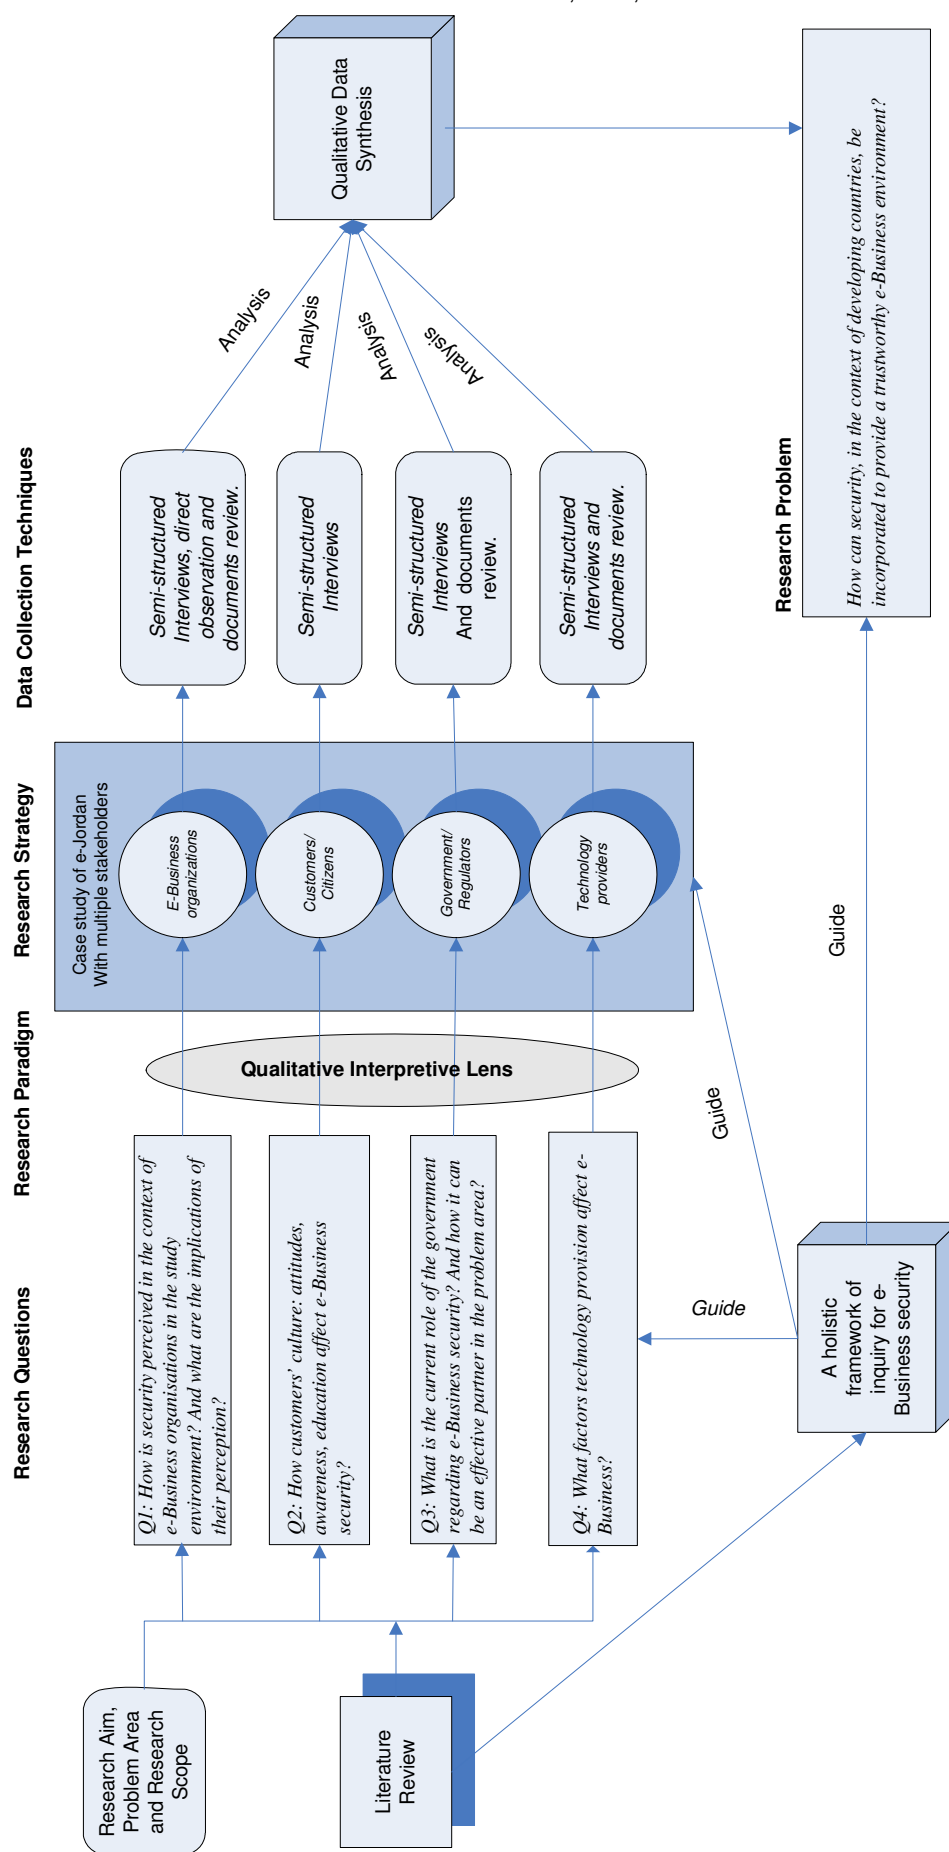 Research Questions
Research Paradigm
Research Strategy
Data Collection Techniques
Research Aim,
Problem Area
and Research
Scope
Literature
Review
Q1: How is security perceived in the context of
e-Business organisations in the study
environment? And what are the implications of
their perception?
Q2: How customers' culture: attitudes,
awareness, education affect e-Business
security?
Q3: What is the current role of the government
regarding e-Business security? And how it can
be an effective partner in the problem area?
Q4: What factors technology provision affect e-
Business?
Qualitative Interpretive Lens
Case study of e-Jordan
With multiple stakeholders
E-Business
organizations
Customers/
Citizens
Government/
Regulators
Technology
providers
Semi-structured
Interviews, direct
observation and
documents review.
Semi-structured
Interviews
Semi-structured
Interviews
And documents
review.
Semi-structured
Interviews and
documents review.
Analysis
Analysis
Analysis
Analysis
Qualitative Data
Synthesis
Guide
Guide
Guide
A holistic
framework of
inquiry for e-
Business security
Research Problem
How can security, in the context of developing countries, be
incorporated to provide a trustworthy e-Business environment?